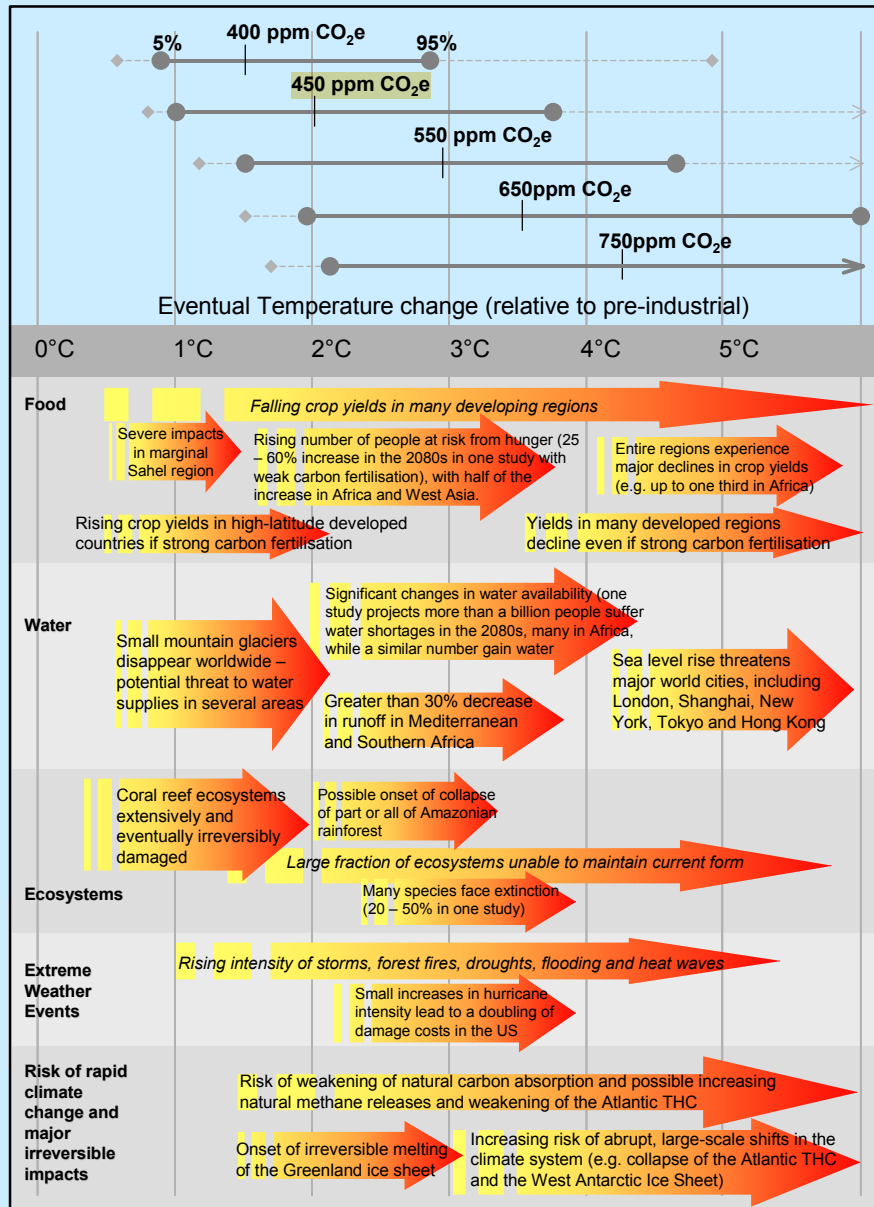 5%
400 ppm CO₂e
95%
450 ppm CO₂e
550 ppm CO₂e
650ppm CO₂e
750ppm CO₂e
Eventual Temperature change (relative to pre-industrial)
0°C 1°C 2°C 3°C 4°C 5°C
Food
Falling crop yields in many developing regions
Severe impacts
in marginal
Sahel region
Rising number of people at risk from hunger (25
– 60% increase in the 2080s in one study with
weak carbon fertilisation), with half of the
increase in Africa and West Asia.
Entire regions experience
major declines in crop yields
(e.g. up to one third in Africa)
Rising crop yields in high-latitude developed
countries if strong carbon fertilisation
Yields in many developed regions
decline even if strong carbon fertilisation
Water
Significant changes in water availability (one
study projects more than a billion people suffer
water shortages in the 2080s, many in Africa,
while a similar number gain water
Small mountain glaciers
disappear worldwide –
potential threat to water
supplies in several areas
Greater than 30% decrease
in runoff in Mediterranean
and Southern Africa
Sea level rise threatens
major world cities, including
London, Shanghai, New
York, Tokyo and Hong Kong
Ecosystems
Coral reef ecosystems
extensively and
eventually irreversibly
damaged
Possible onset of collapse
of part or all of Amazonian
rainforest
Large fraction of ecosystems unable to maintain current form
Many species face extinction
(20 – 50% in one study)
Extreme
Weather
Events
Rising intensity of storms, forest fires, droughts, flooding and heat waves
Small increases in hurricane
intensity lead to a doubling of
damage costs in the US
Risk of rapid
climate
change and
major
irreversible
impacts
Risk of weakening of natural carbon absorption and possible increasing
natural methane releases and weakening of the Atlantic THC
Onset of irreversible melting
of the Greenland ice sheet
Increasing risk of abrupt, large-scale shifts in the
climate system (e.g. collapse of the Atlantic THC
and the West Antarctic Ice Sheet)